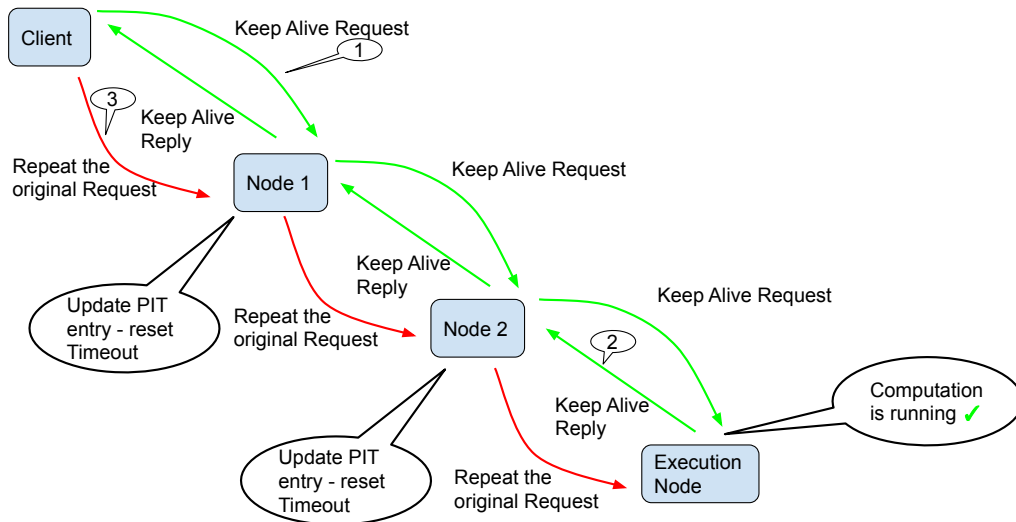 Client
Keep Alive Request
1
3
Keep Alive
Reply
Repeat the
original Request
Node 1
Keep Alive Request
Keep Alive
Reply
Update PIT
entry - reset
Timeout
Repeat the
original Request
Node 2
Keep Alive Request
2
Keep Alive
Reply
Computation
is running ✓
Update PIT
entry - reset
Timeout
Repeat the
original Request
Execution
Node